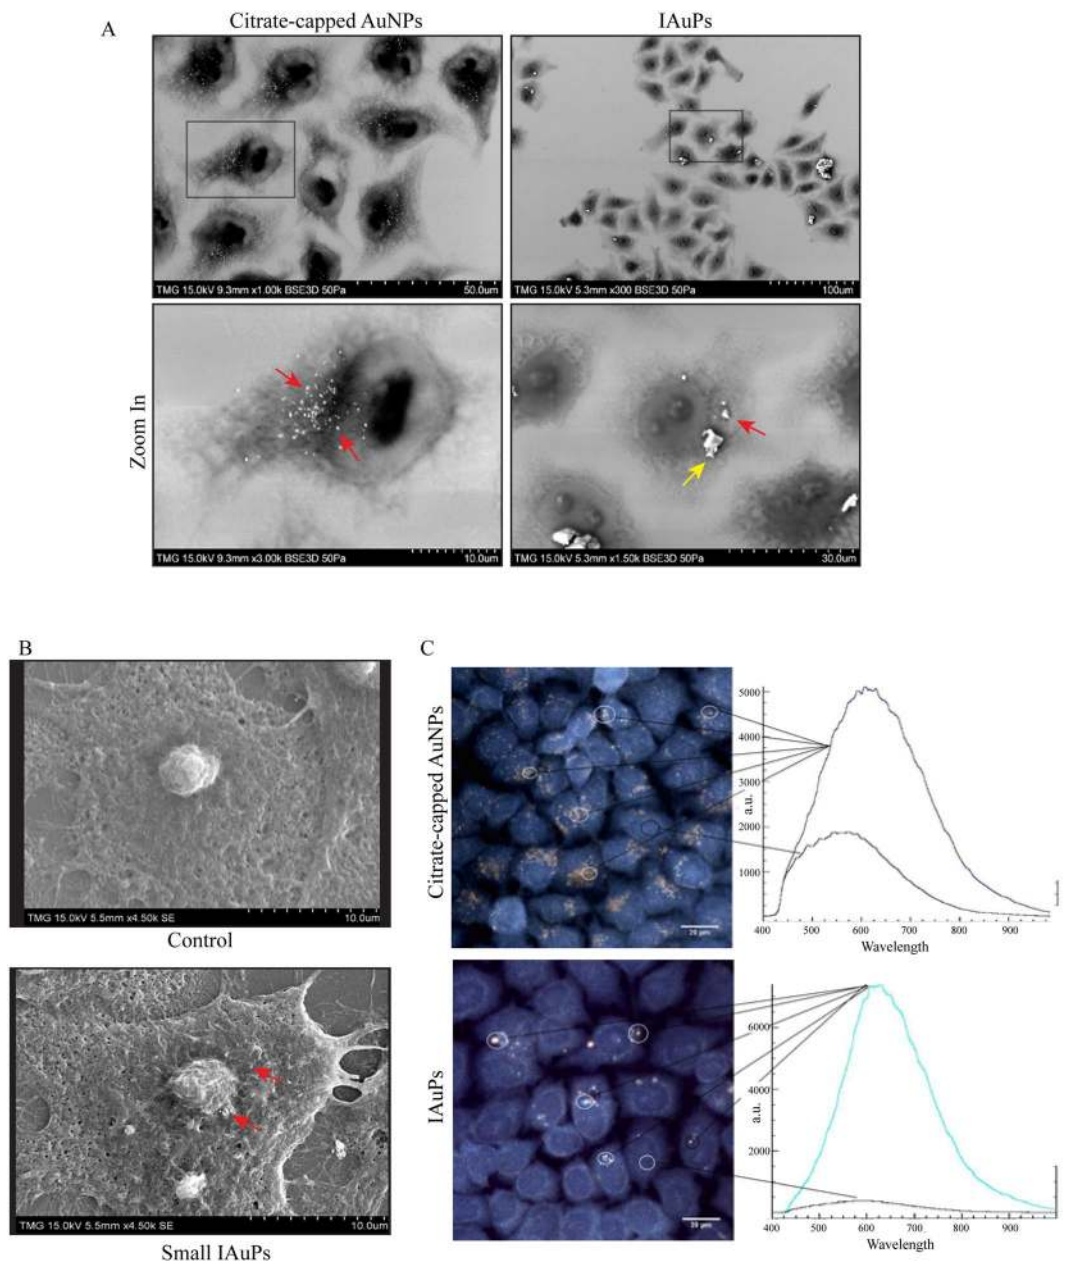 A
Citrate-capped AuNPs
IAuPs
TMG 15.0kV 9.3mm x1.00k BSE3D 50Pa
50.0um
TMG 15.0kV 5.3mm x300 BSE3D 50Pa
100um
Zoom In
TMG 15.0kV 9.3mm x3.00k BSE3D 50Pa
10.0um
TMG 15.0kV 5.3mm x1.50k BSE3D 50Pa
30.0um
B
TMG 15.0kV 5.5mm x4.50k SE
10.0um
Control
TMG 15.0kV 5.5mm x4.50k SE
10.0um
Small IAuPs
C
Citrate-capped AuNPs
20 µm
5000
4000
3000
2000
1000
a.u.
400 500 600 700 800 900
Wavelength
IAuPs
6000
4000
2000
a.u.
400 500 600 700 800 900
Wavelength